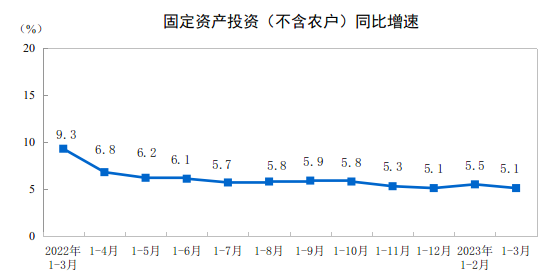 固定资产投资（不含农户）同比增速
(%)
20
15
10
5
0
9.3
6.8
6.2
6.1
5.7
5.8
5.9
5.8
5.3
5.1
5.5
5.1
2022年
1-3月
1-4月
1-5月
1-6月
1-7月
1-8月
1-9月
1-10月
1-11月
1-12月
2023年
1-2月
1-3月